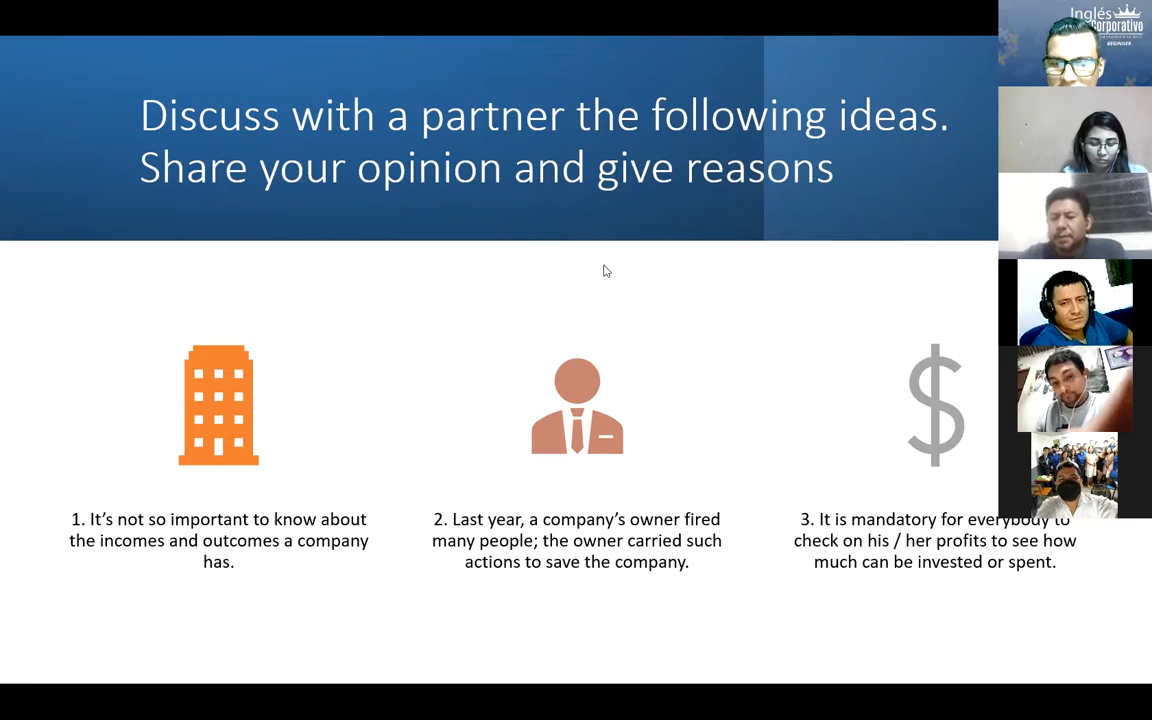 Discuss with a partner the following ideas.
Share your opinion and give reasons
Inglés
Corporativo
BEGINNER
1. It’s not so important to know about
the incomes and outcomes a company
has.
2. Last year, a company’s owner fired
many people; the owner carried such
actions to save the company.
3. It is mandatory for everybody to
check on his / her profits to see how
much can be invested or spent.